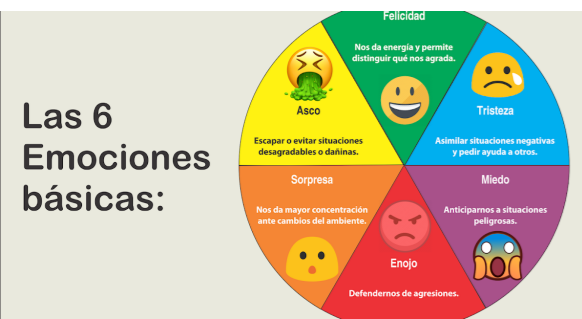 Las 6
Emociones
básicas:
Felicidad
Nos da energía y permite
distinguir qué nos agrada.
Asco
Escapar o evitar situaciones
desagradables o dañinas.
Tristeza
Asimilar situaciones negativas
y pedir ayuda a otros.
Sorpresa
Nos da mayor concentración
ante cambios del ambiente.
Miedo
Anticiparnos a situaciones
peligrosas.
Enojo
Defendernos de agresiones.